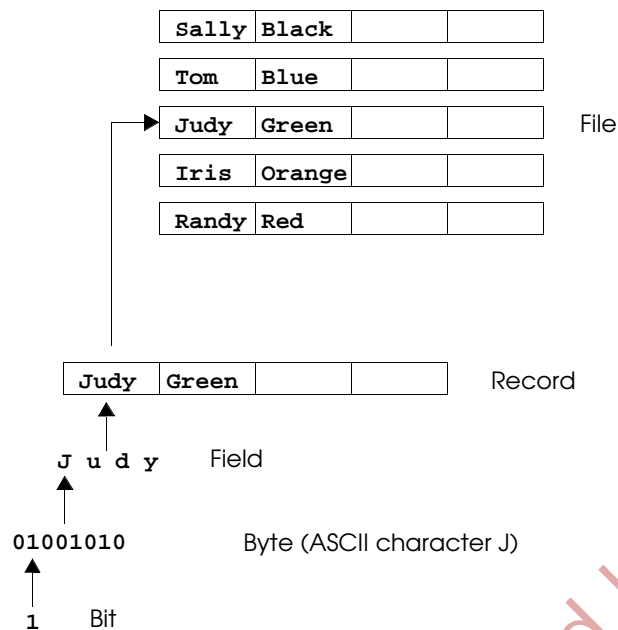 Sally Black
Tom Blue
Judy Green File
Iris Orange
Randy Red
Judy Green Record
J u d y Field
01001010 Byte (ASCII character J)
1 Bit